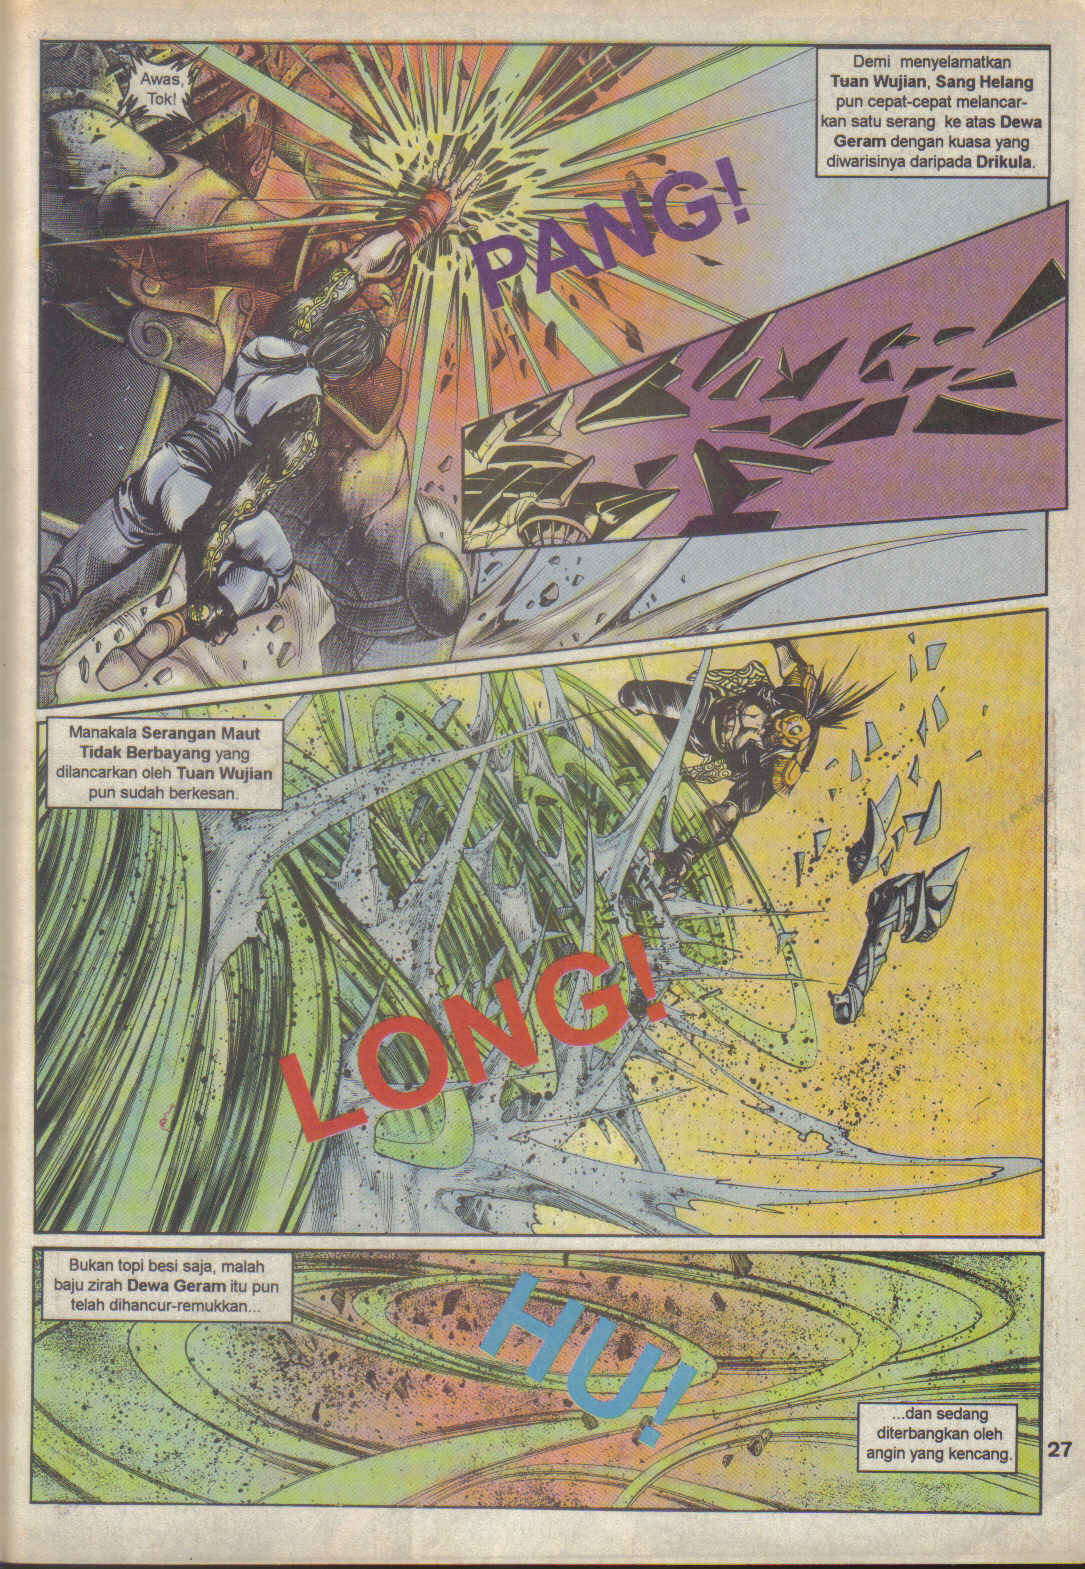 Awas,
Tok!
Demi menyelamatkan
Tuan Wujian, Sang Helang
pun cepat-cepat melancar-
kan satu serang ke atas Dewa
Geram dengan kuasa yang
diwarisinya daripada Drikula.
PANG!
Manakala Serangan Maut
Tidak Berbayang yang
dilancarkan oleh Tuan Wujian
pun sudah berkesan.
LONG!
Bukan topi besi saja, malah
baju zirah Dewa Geram itu pun
telah dihancur-remukkan...
HU!
...dan sedang
diterbangkan oleh
angin yang kencang.
27